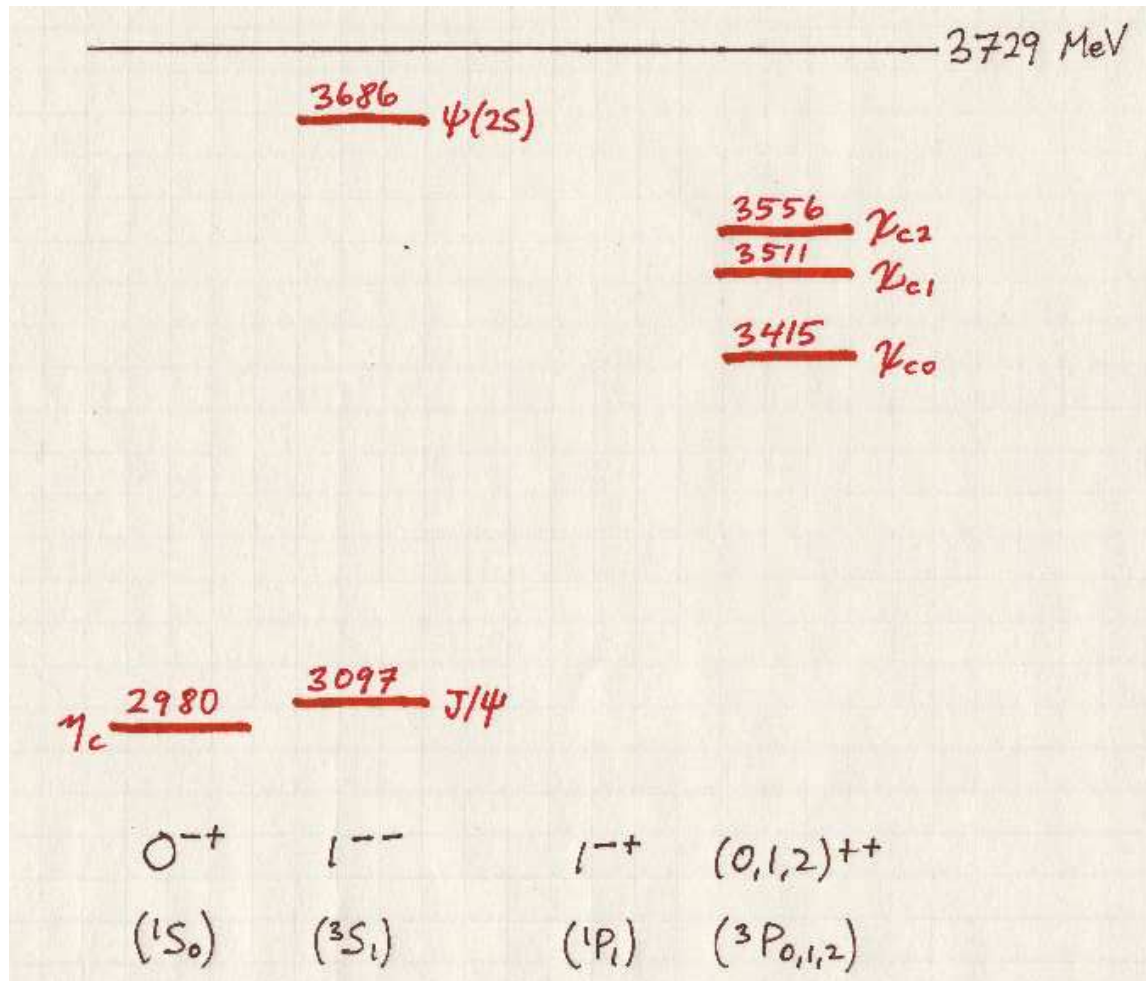 3729 MeV
3686 ψ(2S)
3556 χc2
3511 χc1
3415 χc0
3097 J/ψ
ηc 2980
0⁻⁺ 1⁻⁻ 1⁻⁺ (0,1,2)⁺⁺
(¹S₀) (³S₁) (¹P₁) (³P₀,₁,₂)